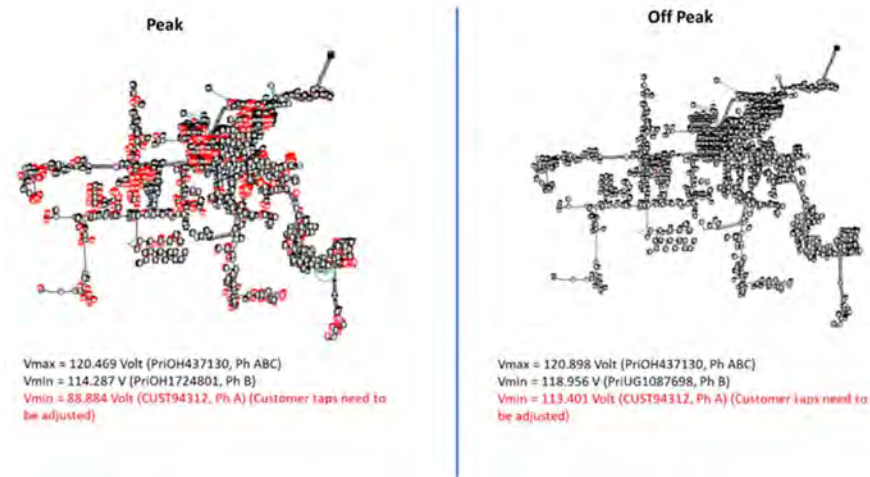 Peak
Vmax = 120.469 Volt (PriOH437130, Ph ABC)
Vmin = 114.287 V (PriOH1724801, Ph B)
Vmin = 88.884 Volt (CUST94312, Ph A) (Customer taps need to
be adjusted)
Off Peak
Vmax = 120.898 Volt (PriOH437130, Ph ABC)
Vmin = 118.956 V (PriUG1087698, Ph B)
Vmin = 113.401 Volt (CUST94312, Ph A) (Customer taps need to
be adjusted)